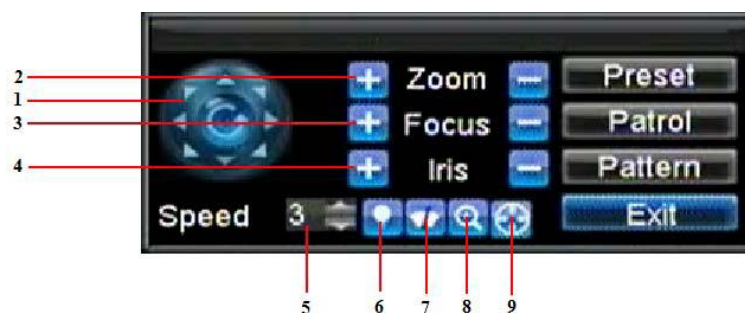 2 + Zoom − Preset
1
3 + Focus − Patrol
4 + Iris − Pattern
Speed 3 Exit
5 6 7 8 9